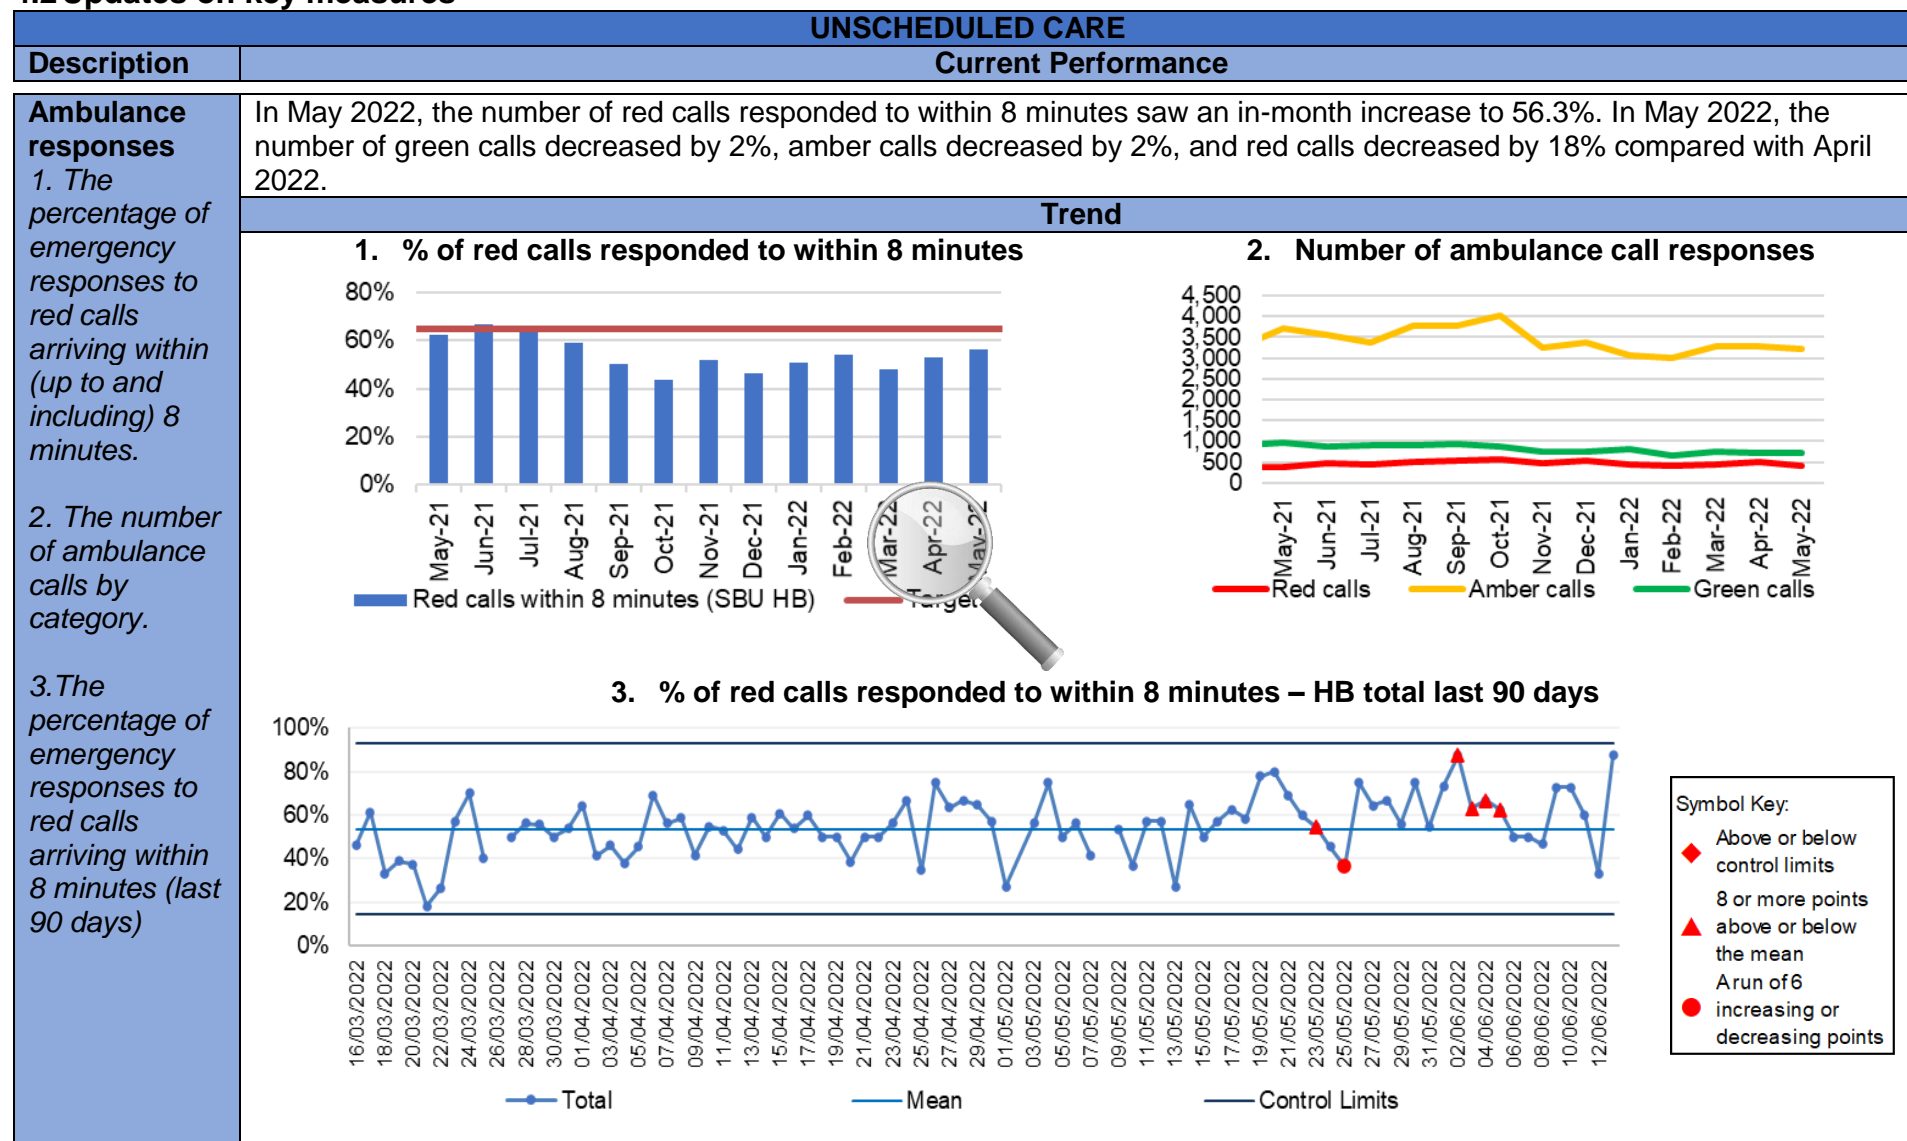 4.2 Updates on key measures
UNSCHEDULED CARE
Description
Current Performance
Ambulance
responses
1. The
percentage of
emergency
responses to
red calls
arriving within
(up to and
including) 8
minutes.
2. The number
of ambulance
calls by
category.
3.The
percentage of
emergency
responses to
red calls
arriving within
8 minutes (last
90 days)
In May 2022, the number of red calls responded to within 8 minutes saw an in-month increase to 56.3%. In May 2022, the
number of green calls decreased by 2%, amber calls decreased by 2%, and red calls decreased by 18% compared with April
2022.
Trend
1. % of red calls responded to within 8 minutes
80%
60%
40%
20%
0%
May-21
Jun-21
Jul-21
Aug-21
Sep-21
Oct-21
Nov-21
Dec-21
Jan-22
Feb-22
Mar-22
Apr-22
May-22
Red calls within 8 minutes (SBU HB)
Target
2. Number of ambulance call responses
4,500
4,000
3,500
3,000
2,500
2,000
1,500
1,000
500
0
May-21
Jun-21
Jul-21
Aug-21
Sep-21
Oct-21
Nov-21
Dec-21
Jan-22
Feb-22
Mar-22
Apr-22
May-22
Red calls
Amber calls
Green calls
3. % of red calls responded to within 8 minutes – HB total last 90 days
100%
80%
60%
40%
20%
0%
16/03/2022
18/03/2022
20/03/2022
22/03/2022
24/03/2022
26/03/2022
28/03/2022
30/03/2022
01/04/2022
03/04/2022
05/04/2022
07/04/2022
09/04/2022
11/04/2022
13/04/2022
15/04/2022
17/04/2022
19/04/2022
21/04/2022
23/04/2022
25/04/2022
27/04/2022
29/04/2022
01/05/2022
03/05/2022
05/05/2022
07/05/2022
09/05/2022
11/05/2022
13/05/2022
15/05/2022
17/05/2022
19/05/2022
21/05/2022
23/05/2022
25/05/2022
27/05/2022
29/05/2022
31/05/2022
02/06/2022
04/06/2022
06/06/2022
08/06/2022
10/06/2022
12/06/2022
Total
Mean
Control Limits
Symbol Key:
Above or below
control limits
8 or more points
above or below
the mean
A run of 6
increasing or
decreasing points